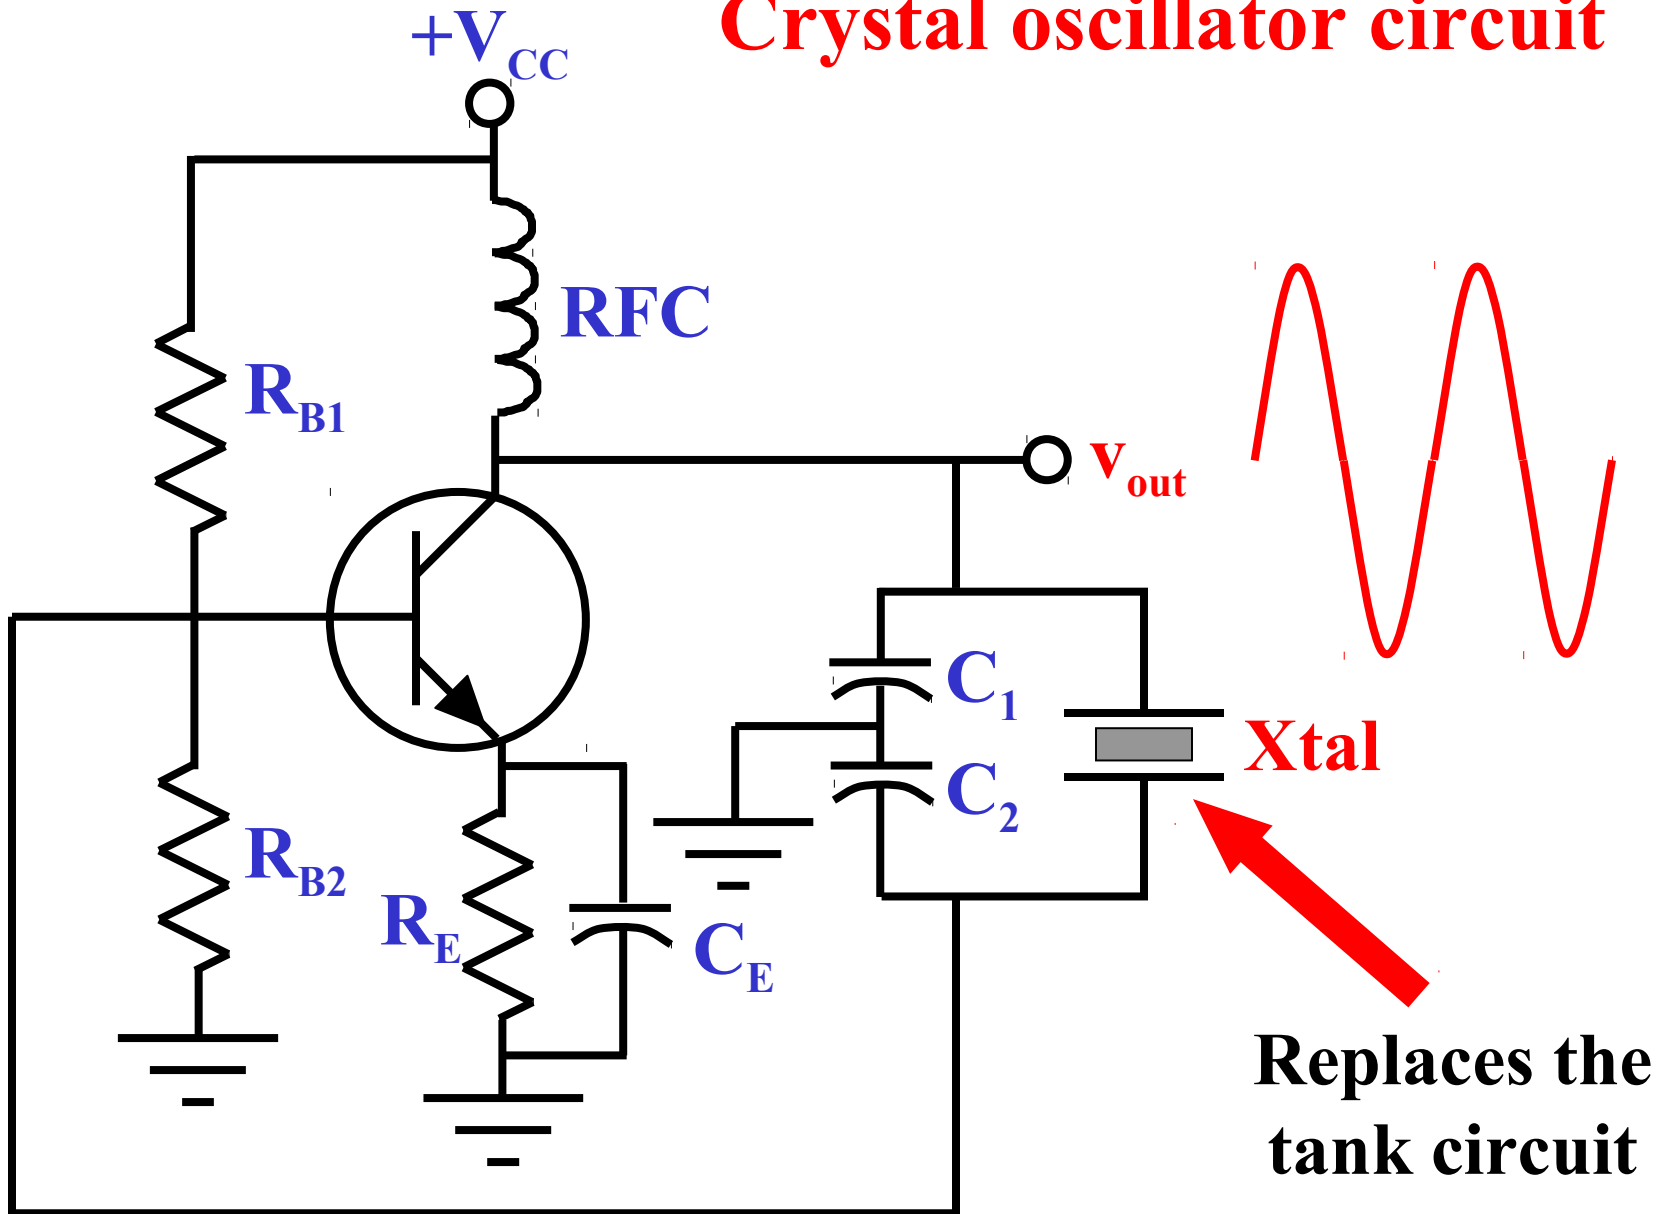 Crystal oscillator circuit
+VCC
RFC
RB1
vout
C1
Xtal
C2
RB2
RE
CE
Replaces the
tank circuit